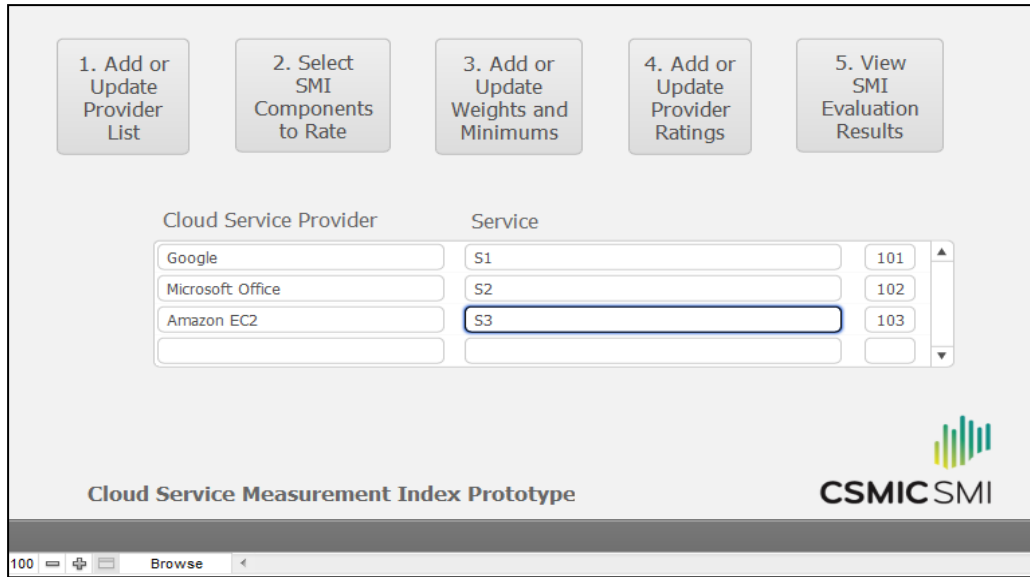 1. Add or
Update
Provider
List
2. Select
SMI
Components
to Rate
3. Add or
Update
Weights and
Minimums
4. Add or
Update
Provider
Ratings
5. View
SMI
Evaluation
Results
Cloud Service Provider Service
Google S1 101
Microsoft Office S2 102
Amazon EC2 S3 103
Cloud Service Measurement Index Prototype
CSMIC SMI
100 Browse